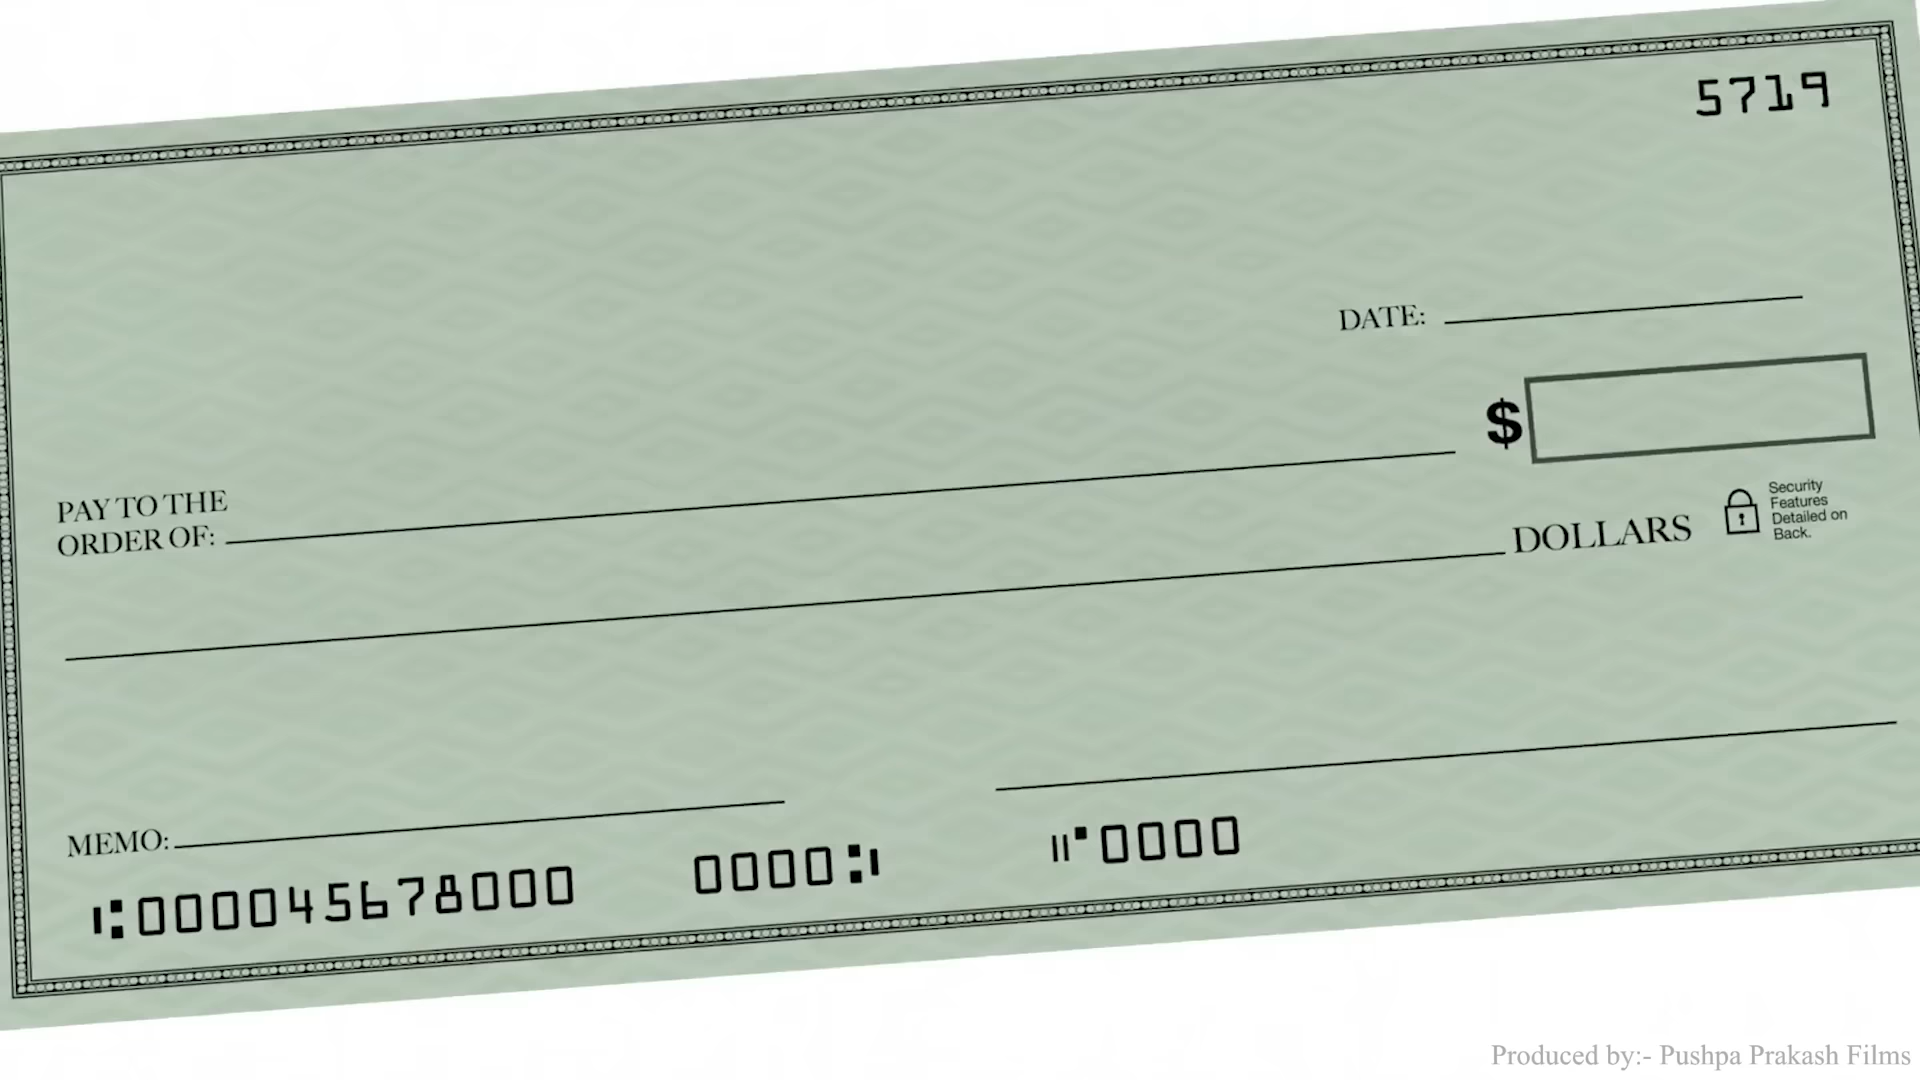 5719
DATE:
$
PAY TO THE
ORDER OF:
DOLLARS
Security
Features
Detailed on
Back.
MEMO:
⑆000045678000 0000⑆ ⑈0000
Produced by:- Pushpa Prakash Films